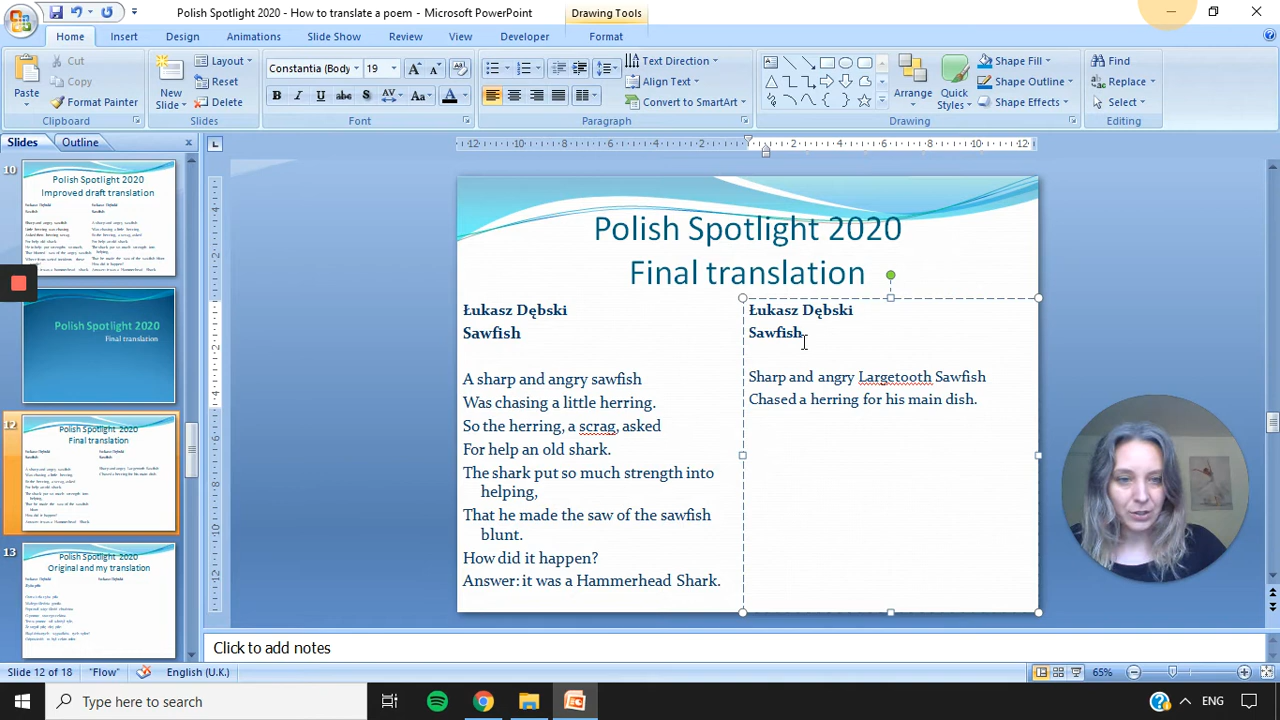 Polish Spotlight 2020 - How to translate a poem - Microsoft PowerPoint
Drawing Tools
Home Insert Design Animations Slide Show Review View Developer Format
Paste
Cut
Copy
Format Painter
Clipboard
New
Slide
Layout
Reset
Delete
Slides
Constantia (Body 19
B I U abc S AV Aa A
Font
Text Direction
Align Text
Convert to SmartArt
Paragraph
Arrange
Quick
Styles
Shape Fill
Shape Outline
Shape Effects
Drawing
Find
Replace
Select
Editing
Slides Outline
10
Polish Spotlight 2020
Improved draft translation
Polish Spotlight 2020
Final translation
12
Polish Spotlight 2020
Final translation
13
Polish Spotlight 2020
Original and my translation
Polish Spotlight 2020
Final translation
Łukasz Dębski
Sawfish
A sharp and angry sawfish
Was chasing a little herring.
So the herring, a scrag, asked
For help an old shark.
The shark put so much strength into
That he made the saw of the sawfish
blunt.
How did it happen?
Answer: it was a Hammerhead Shark.
Łukasz Dębski
Sawfish
Sharp and angry Largetooth Sawfish
Chased a herring for his main dish.
Click to add notes
Slide 12 of 18 "Flow" English (U.K.) 65%
Type here to search
ENG